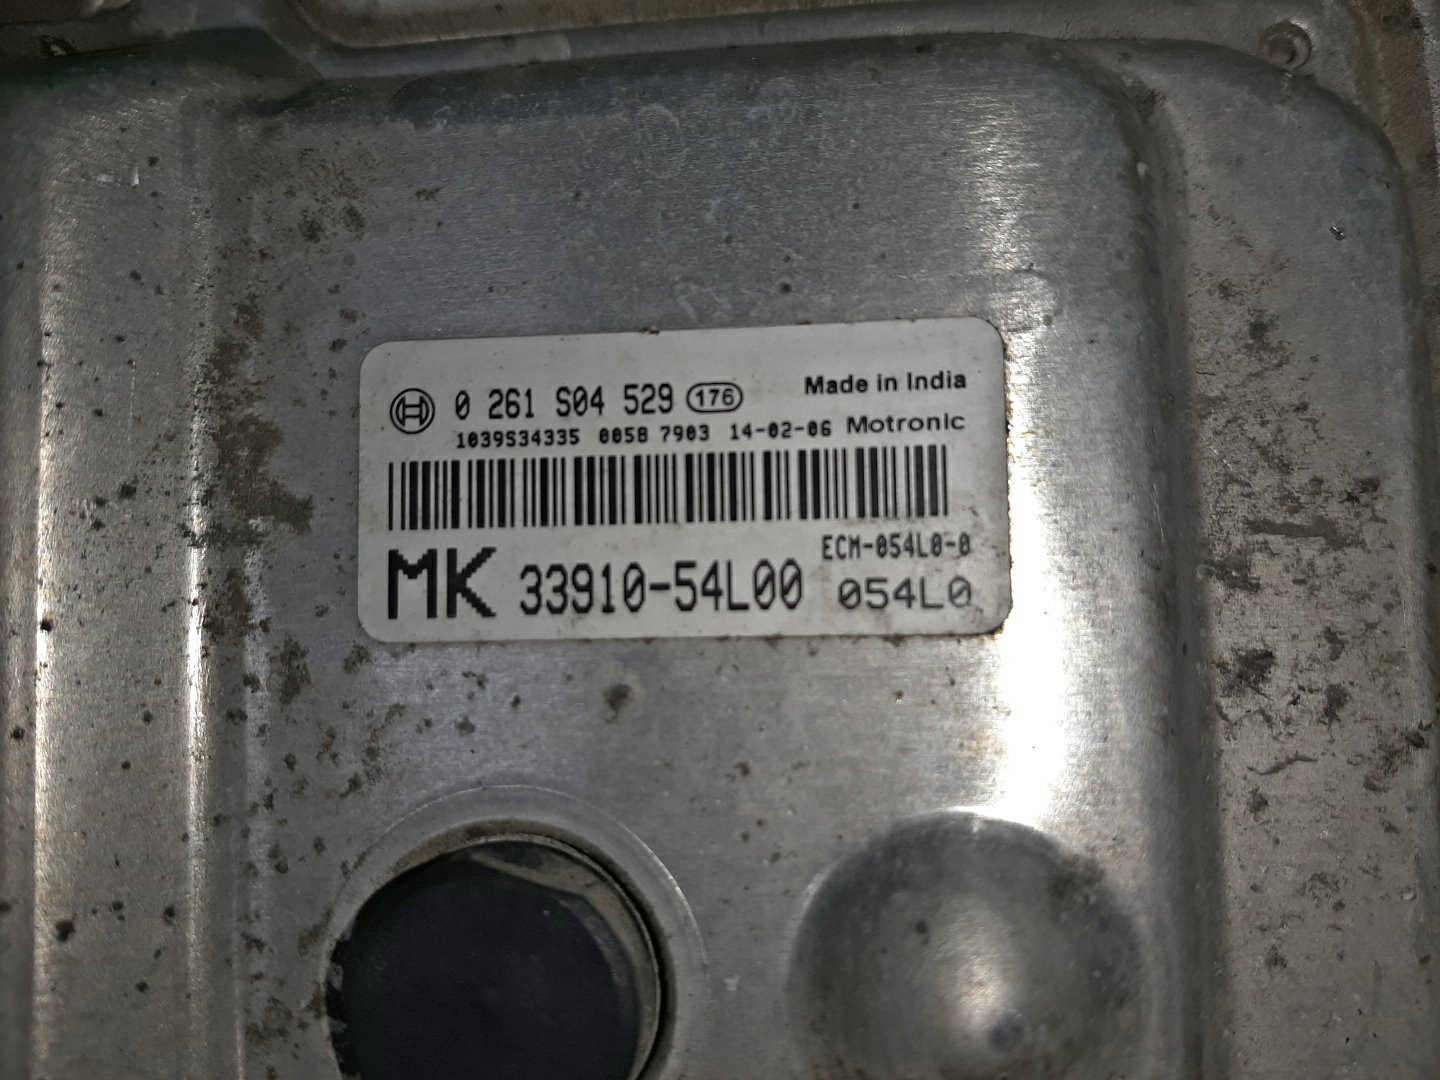 0 261 S04 529 176 Made in India
1039S34335 0058 7903 14-02-06 Motronic
ECM-054L0-0
MK 33910-54L00 054L0